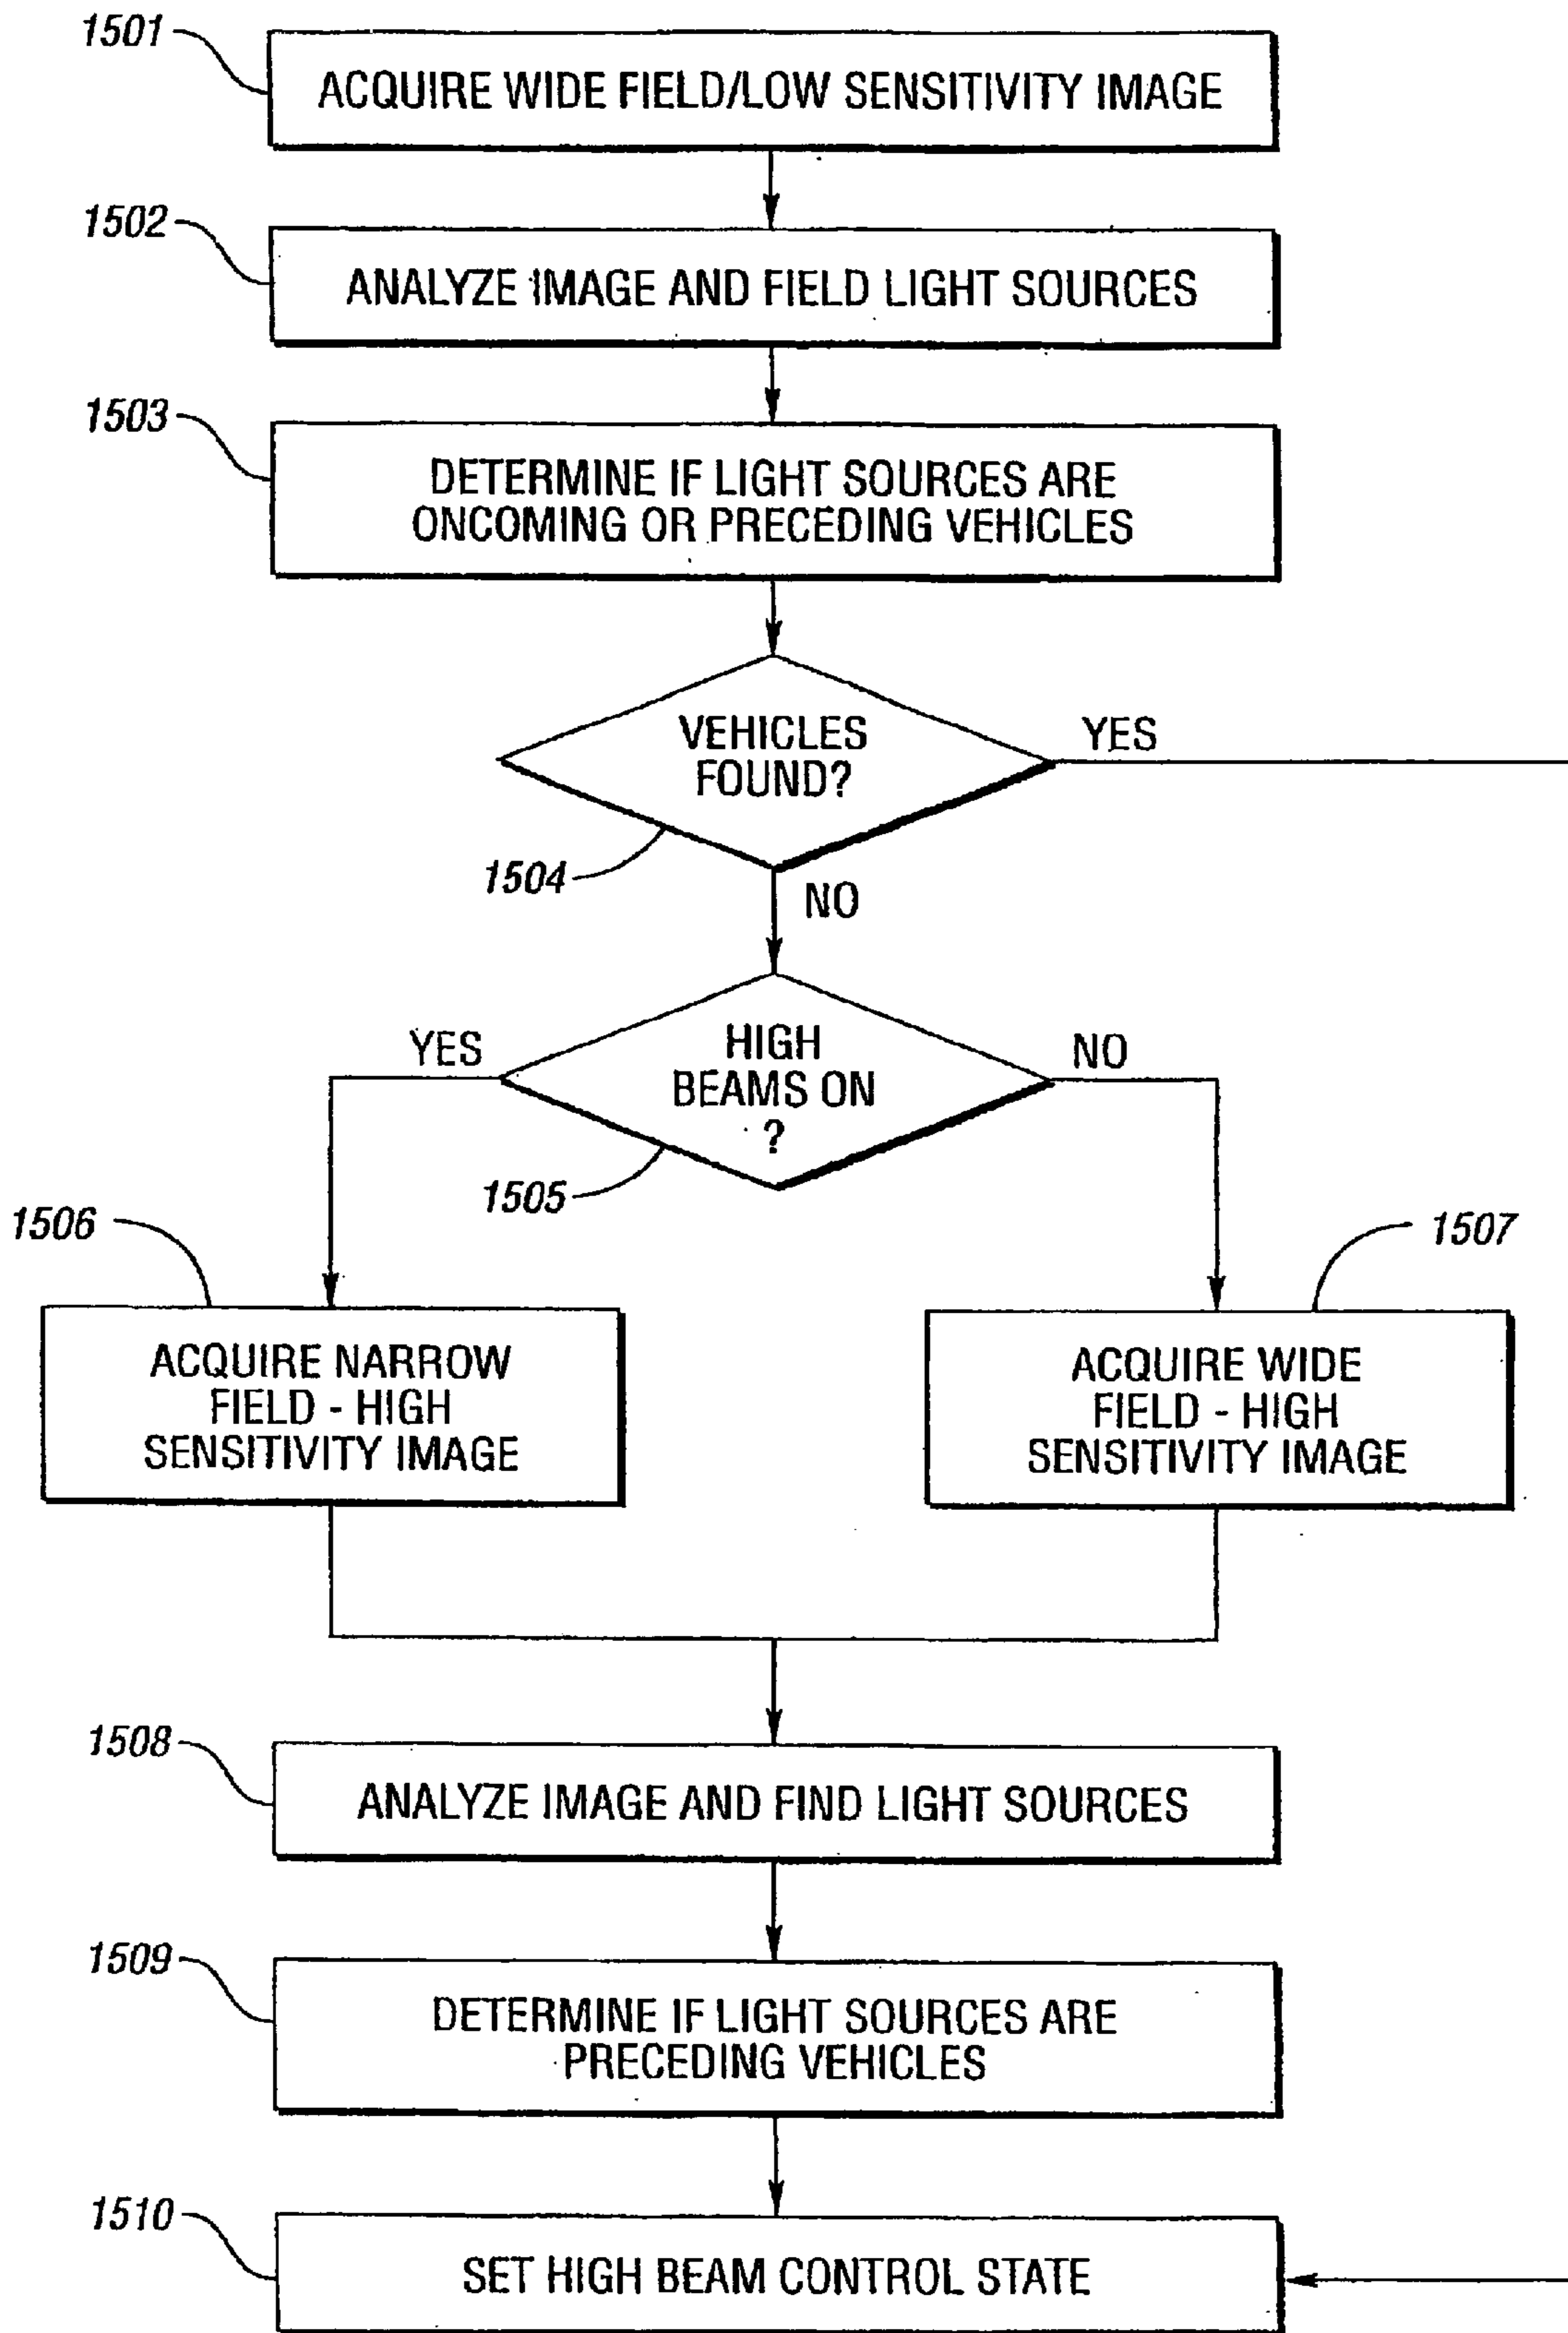 1501
ACQUIRE WIDE FIELD/LOW SENSITIVITY IMAGE
1502
ANALYZE IMAGE AND FIELD LIGHT SOURCES
1503
DETERMINE IF LIGHT SOURCES ARE
ONCOMING OR PRECEDING VEHICLES
VEHICLES
FOUND?
YES
1504
NO
YES
HIGH
BEAMS ON
?
NO
1505
1506
1507
ACQUIRE NARROW
FIELD - HIGH
SENSITIVITY IMAGE
ACQUIRE WIDE
FIELD - HIGH
SENSITIVITY IMAGE
1508
ANALYZE IMAGE AND FIND LIGHT SOURCES
1509
DETERMINE IF LIGHT SOURCES ARE
PRECEDING VEHICLES
1510
SET HIGH BEAM CONTROL STATE